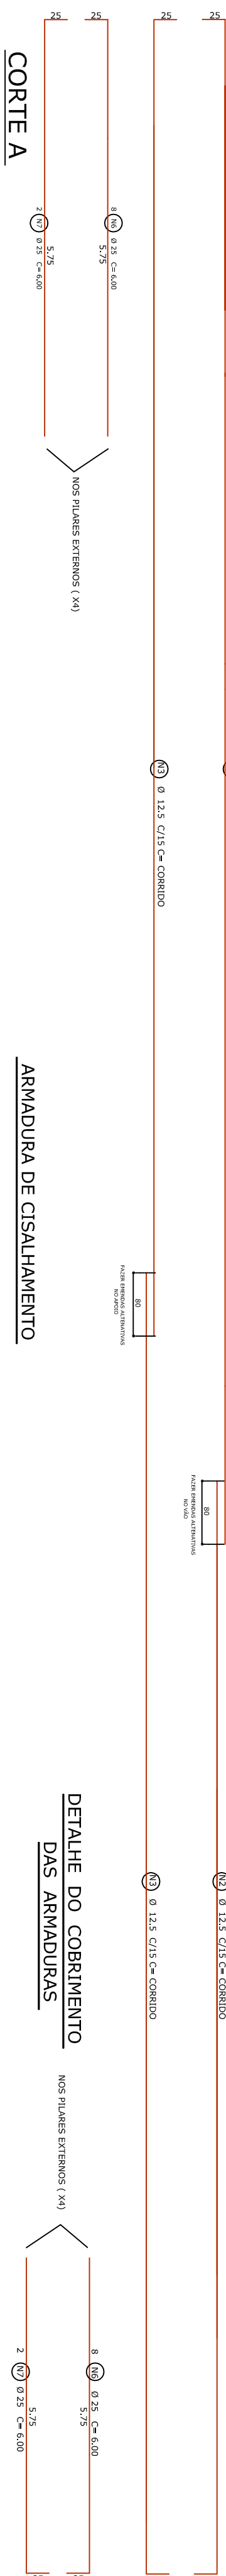 25
25
25
25
8 N6 Ø 25 C= 6.00
5.75
2 N7 Ø 25 C= 6.00
5.75
NOS PILARES EXTERNOS ( X4)
CORTE A
N3 Ø 12.5 C/15 C= CORRIDO
80
FAZER EMENDAS ALTENATIVAS
NO APOIO
ARMADURA DE CISALHAMENTO
80
FAZER EMENDAS ALTENATIVAS
NO VÃO
N2 Ø 12.5 C/15 C= CORRIDO
N3 Ø 12.5 C/15 C= CORRIDO
DETALHE DO COBRIMENTO
DAS ARMADURAS
NOS PILARES EXTERNOS ( X4)
8 N6 Ø 25 C= 6.00
5.75
2 N7 Ø 25 C= 6.00
5.75